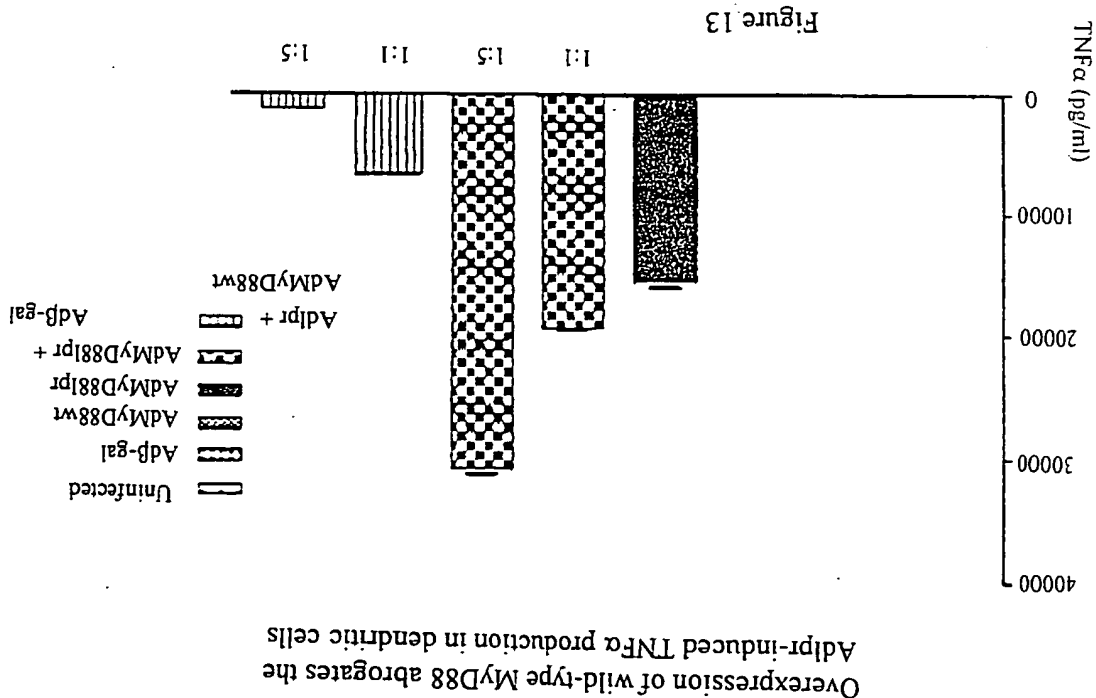 Overexpression of wild-type MyD88 abrogates the
Adlpr-induced TNFα production in dendritic cells
TNFα (pg/ml)
40000
30000
20000
10000
0
Uninfected
Adβ-gal
AdMyD88wt
AdMyD88lpr
AdMyD88lpr +
Adβ-gal
Adlpr +
AdMyD88wt
1:1
1:5
1:1
1:5
Figure 13